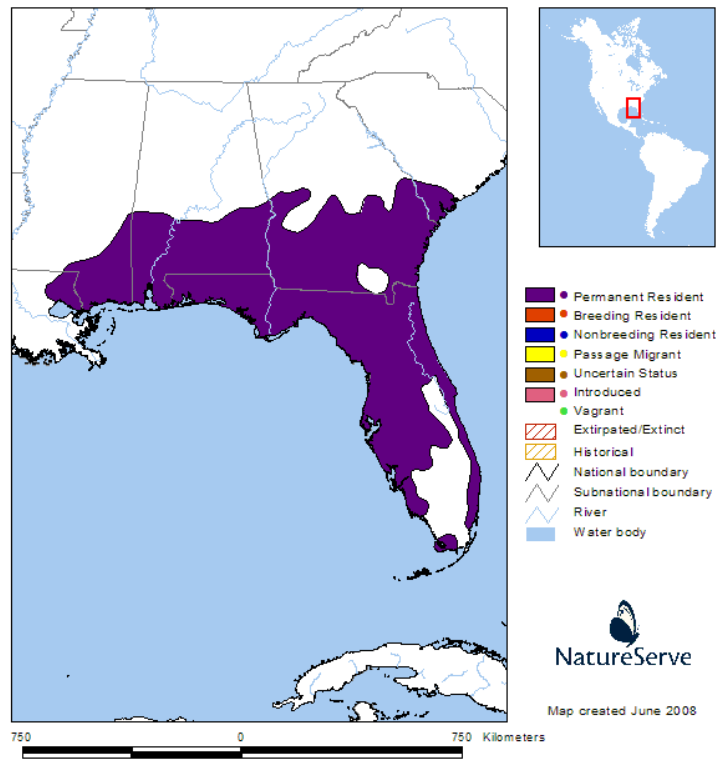 Permanent Resident
Breeding Resident
Nonbreeding Resident
Passage Migrant
Uncertain Status
Introduced
Vagrant
Extirpated/Extinct
Historical
National boundary
Subnational boundary
River
Water body
NatureServe
Map created June 2008
750 0 750 Kilometers